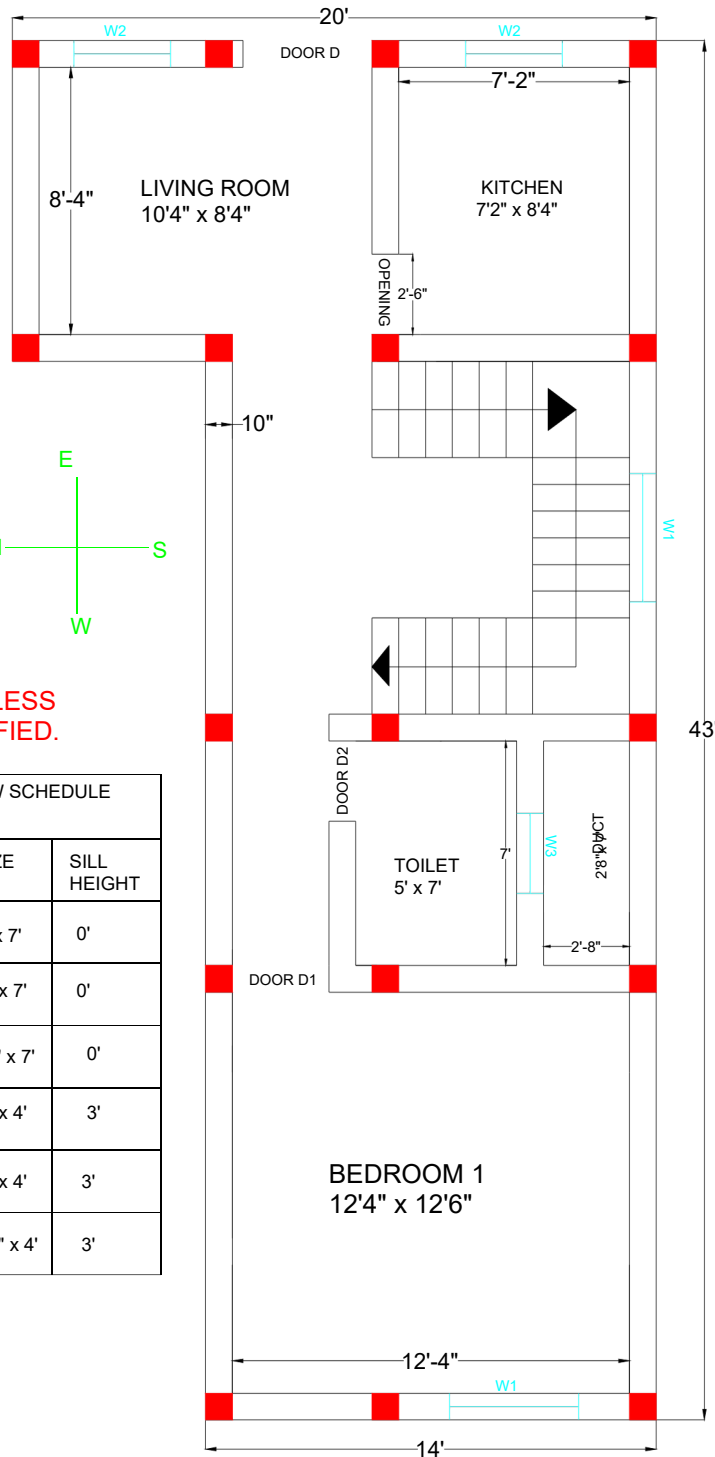 20'
W2
W2
DOOR D
7'-2"
8'-4"
LIVING ROOM
10'4" x 8'4"
KITCHEN
7'2" x 8'4"
OPENING
2'-6"
10"
E
S
W
W1
FIED.
43'
SCHEDULE
SILL
HEIGHT
x 7'
0'
x 7'
0'
x 7'
0'
x 4'
3'
x 4'
3'
" x 4'
3'
DOOR D2
TOILET
5' x 7'
7'
W3
DUCT
2'8"x 7'
2'-8"
DOOR D1
BEDROOM 1
12'4" x 12'6"
12'-4"
W1
14'